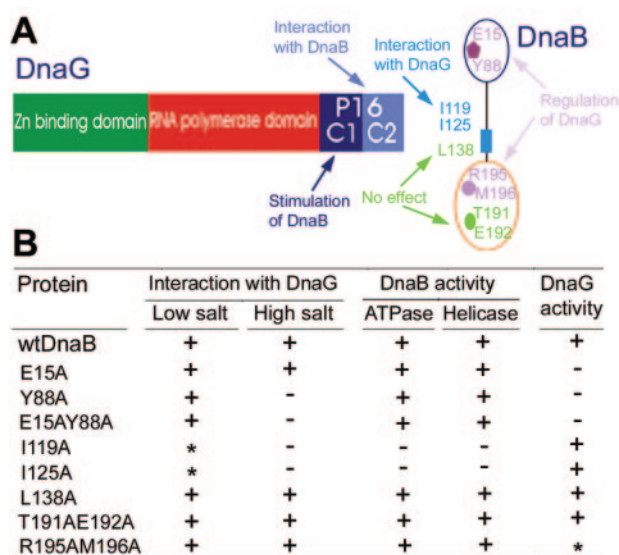 A
Interaction
with DnaB
Interaction
with DnaG
E15
Y88
DnaB
DnaG
Regulation
of DnaG
I119
I125
Zn binding domain
RNA polymerase domain
P16
C1 C2
L138
R195
M196
T191
E192
Stimulation
of DnaB
No effect
B
Protein Interaction with DnaG DnaB activity DnaG
activity
Low salt High salt ATPase Helicase
wtDnaB + + + + +
E15A + + + + -
Y88A + - + + -
E15AY88A + - + + -
I119A * - - - +
I125A * - - - +
L138A + + + + +
T191AE192A + + + + +
R195AM196A + + + + *